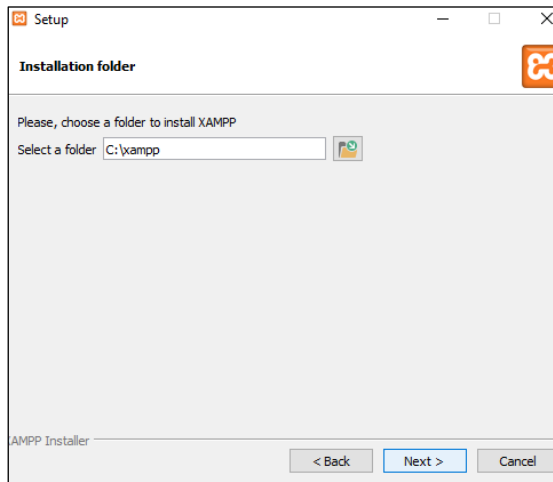 Setup
Installation folder
Please, choose a folder to install XAMPP
Select a folder C:\xampp
XAMPP Installer
< Back Next > Cancel